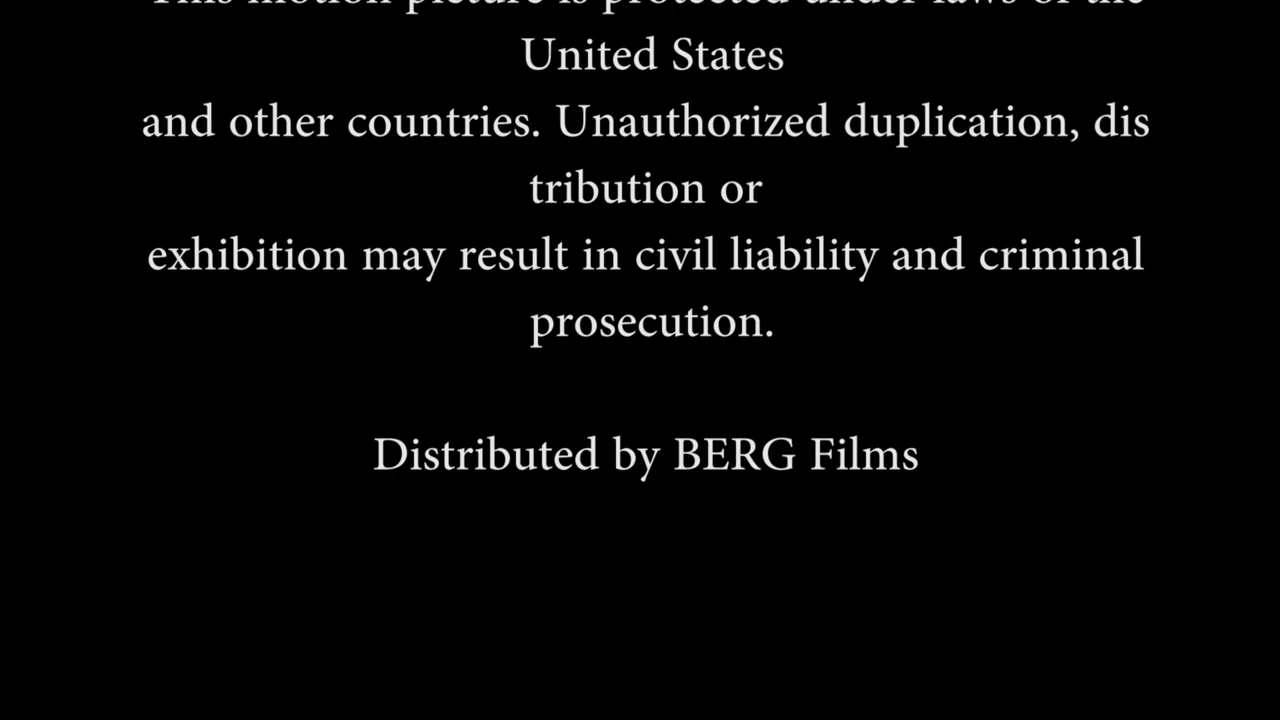 This motion picture is protected under laws of the
United States
and other countries. Unauthorized duplication, dis
tribution or
exhibition may result in civil liability and criminal
prosecution.
Distributed by BERG Films